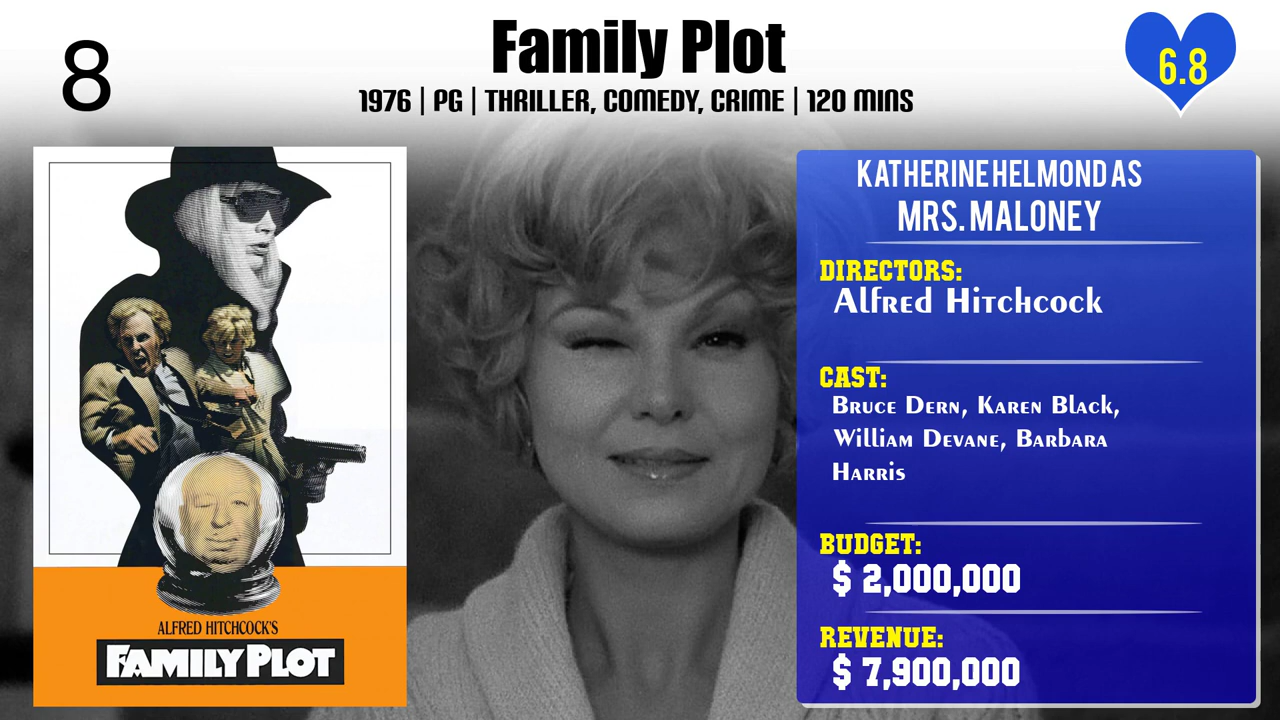 8
Family Plot
1976 | PG | THRILLER, COMEDY, CRIME | 120 MINS
6.8
ALFRED HITCHCOCK'S
FAMILY PLOT
KATHERINE HELMOND AS
MRS. MALONEY
DIRECTORS:
Alfred Hitchcock
CAST:
Bruce Dern, Karen Black,
William Devane, Barbara
Harris
BUDGET:
$ 2,000,000
REVENUE:
$ 7,900,000